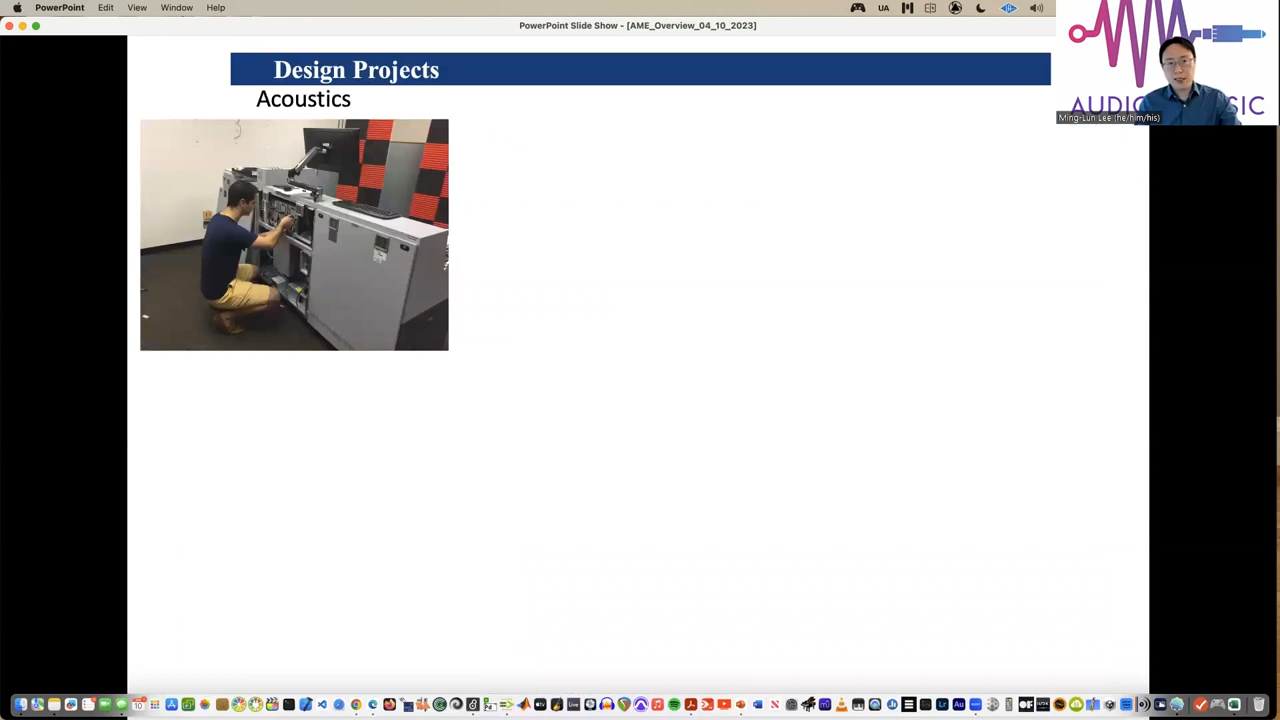 PowerPoint Edit View Window Help
UA
PowerPoint Slide Show - [AME_Overview_04_10_2023]
Design Projects
Acoustics
Ming-Lun Lee (he/him/his)